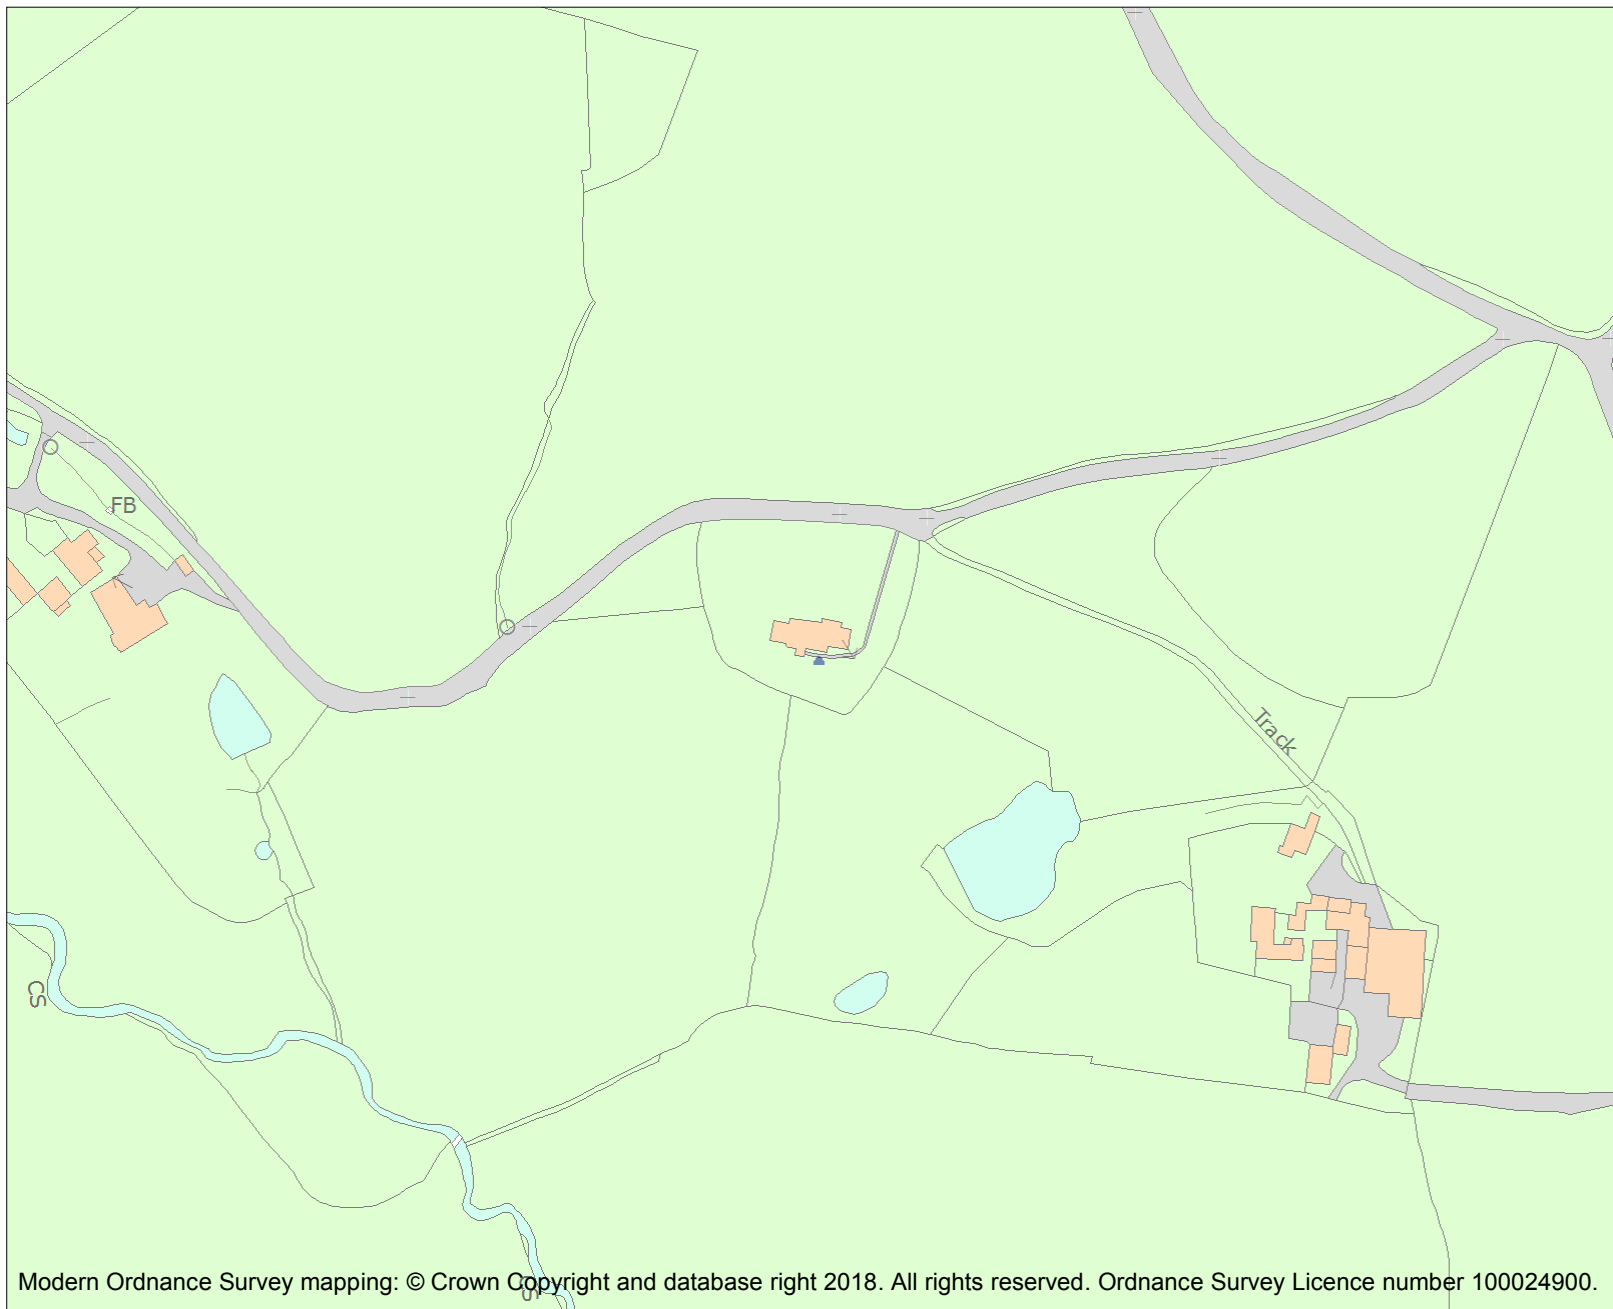 FB
Track
CS
CS
Modern Ordnance Survey mapping: © Crown Copyright and database right 2018. All rights reserved. Ordnance Survey Licence number 100024900.